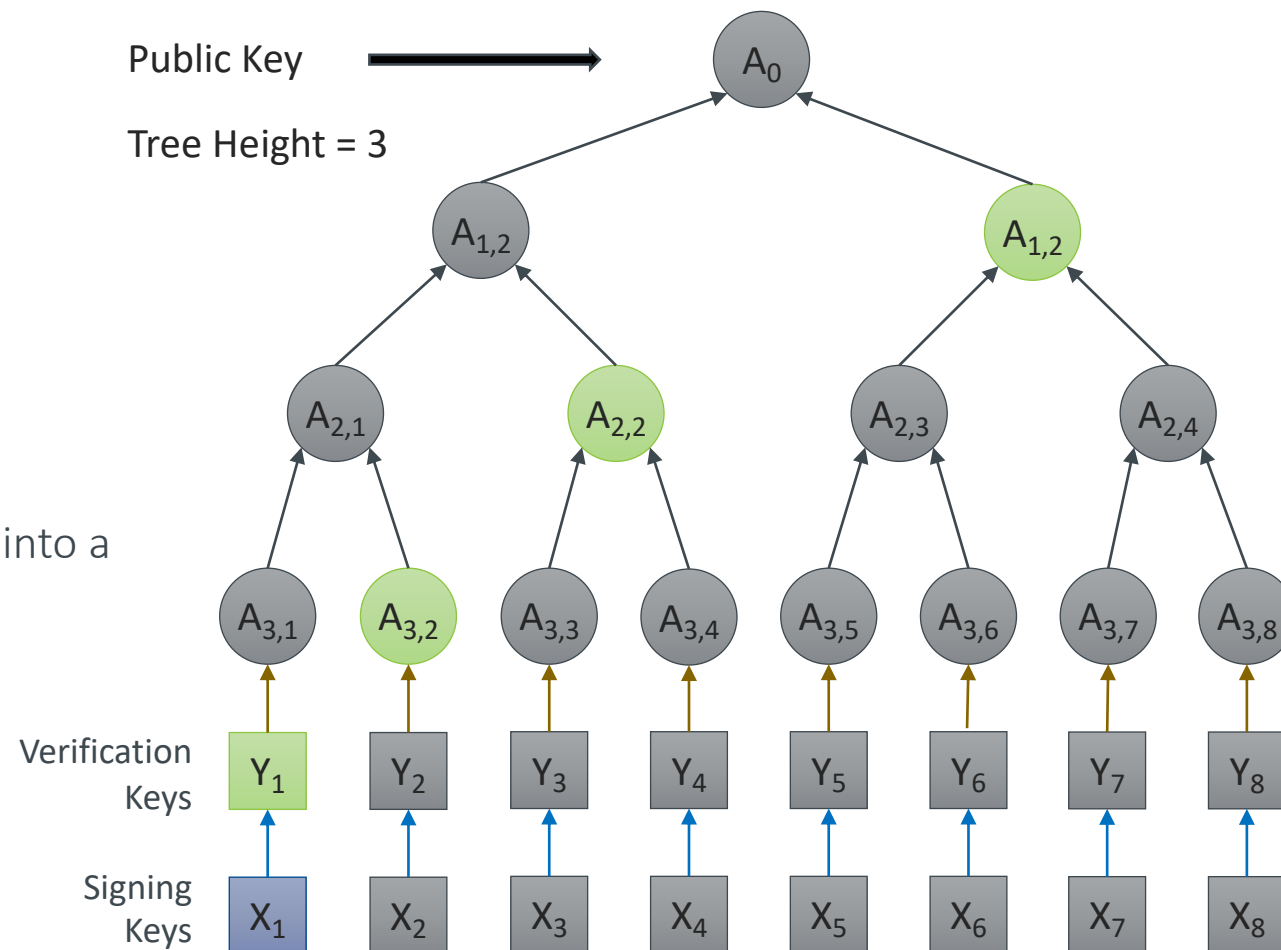 Public Key
A0
Tree Height = 3
A1,2 A1,2
A2,1 A2,2 A2,3 A2,4
into a
A3,1 A3,2 A3,3 A3,4 A3,5 A3,6 A3,7 A3,8
Verification
Keys
Y1 Y2 Y3 Y4 Y5 Y6 Y7 Y8
Signing
Keys
X1 X2 X3 X4 X5 X6 X7 X8